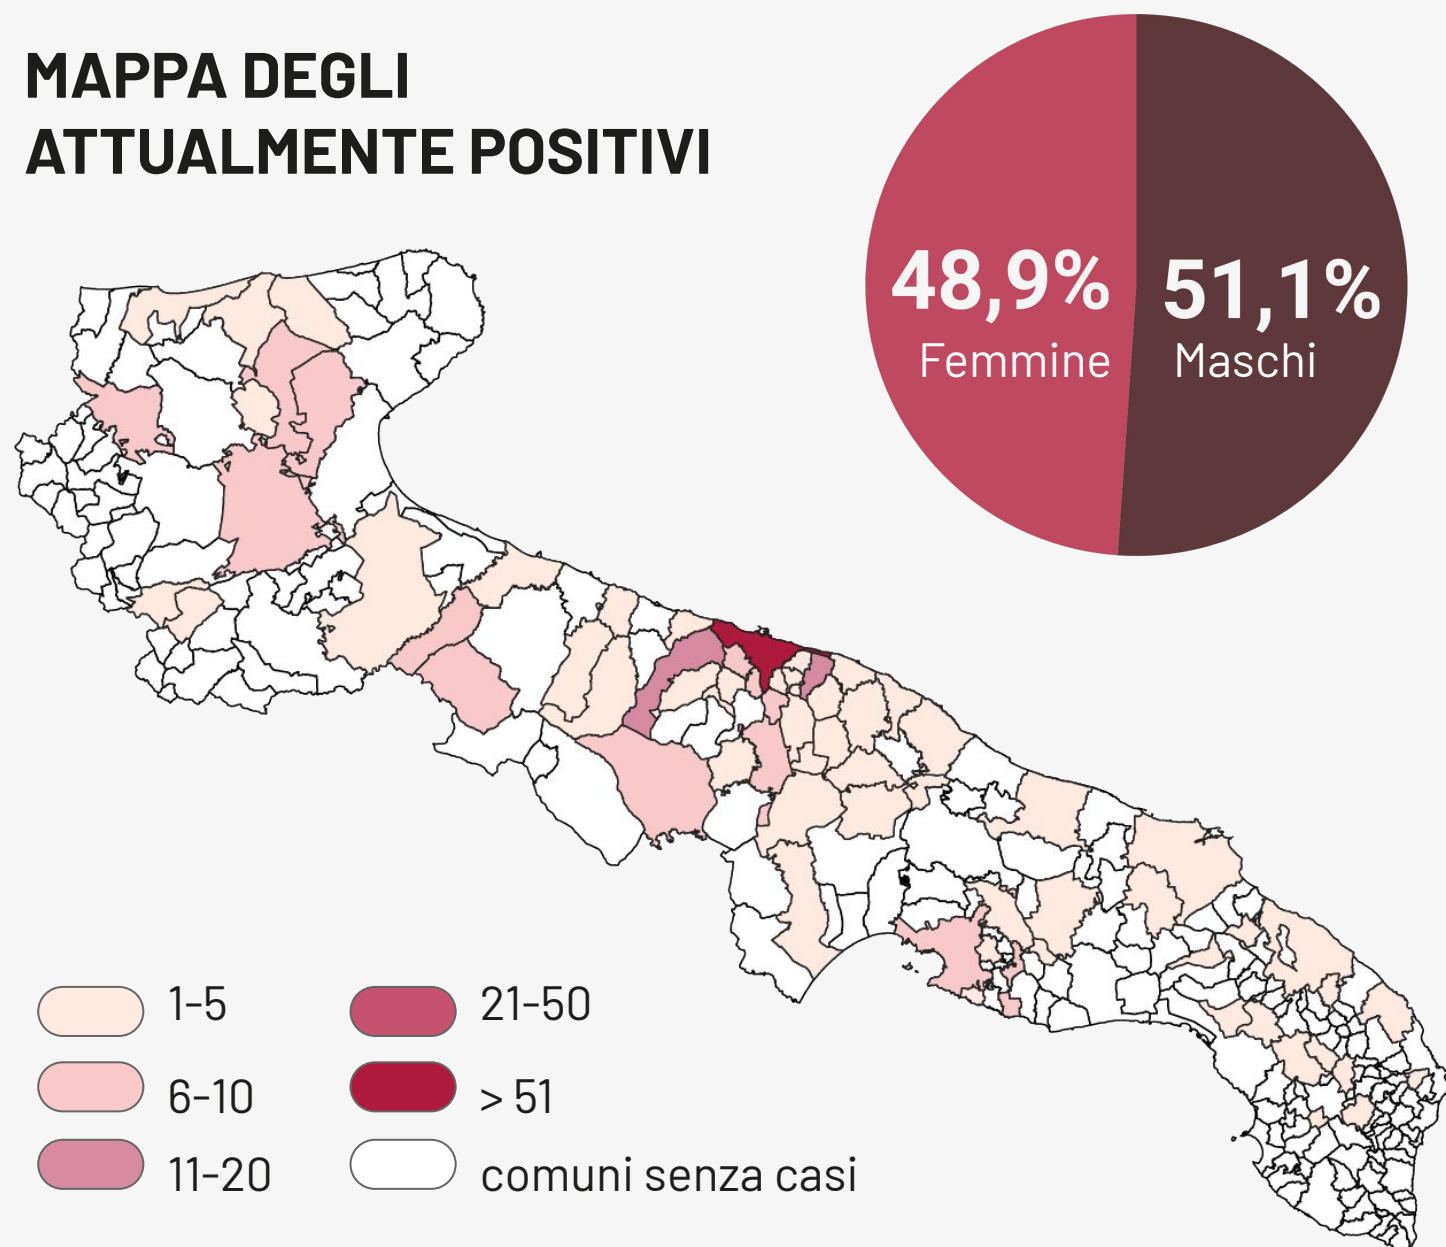 MAPPA DEGLI
ATTUALMENTE POSITIVI
48,9%
Femmine
51,1%
Maschi
1-5
6-10
11-20
21-50
> 51
comuni senza casi